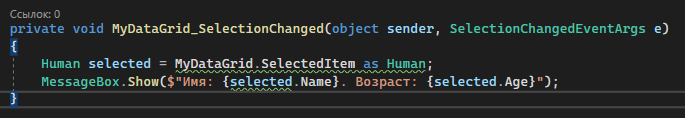 Ссылок: 0
private void MyDataGrid_SelectionChanged(object sender, SelectionChangedEventArgs e)
{
Human selected = MyDataGrid.SelectedItem as Human;
MessageBox.Show($"Имя: {selected.Name}. Возраст: {selected.Age}");
}